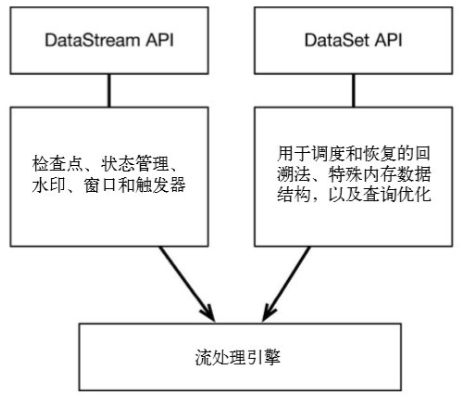 DataStream API
DataSet API
检查点、状态管理、
水印、窗口和触发器
用于调度和恢复的回
溯法、特殊内存数据
结构，以及查询优化
流处理引擎